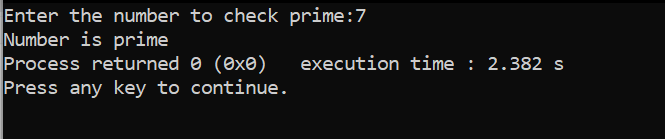 Enter the number to check prime:7
Number is prime
Process returned 0 (0x0)   execution time : 2.382 s
Press any key to continue.